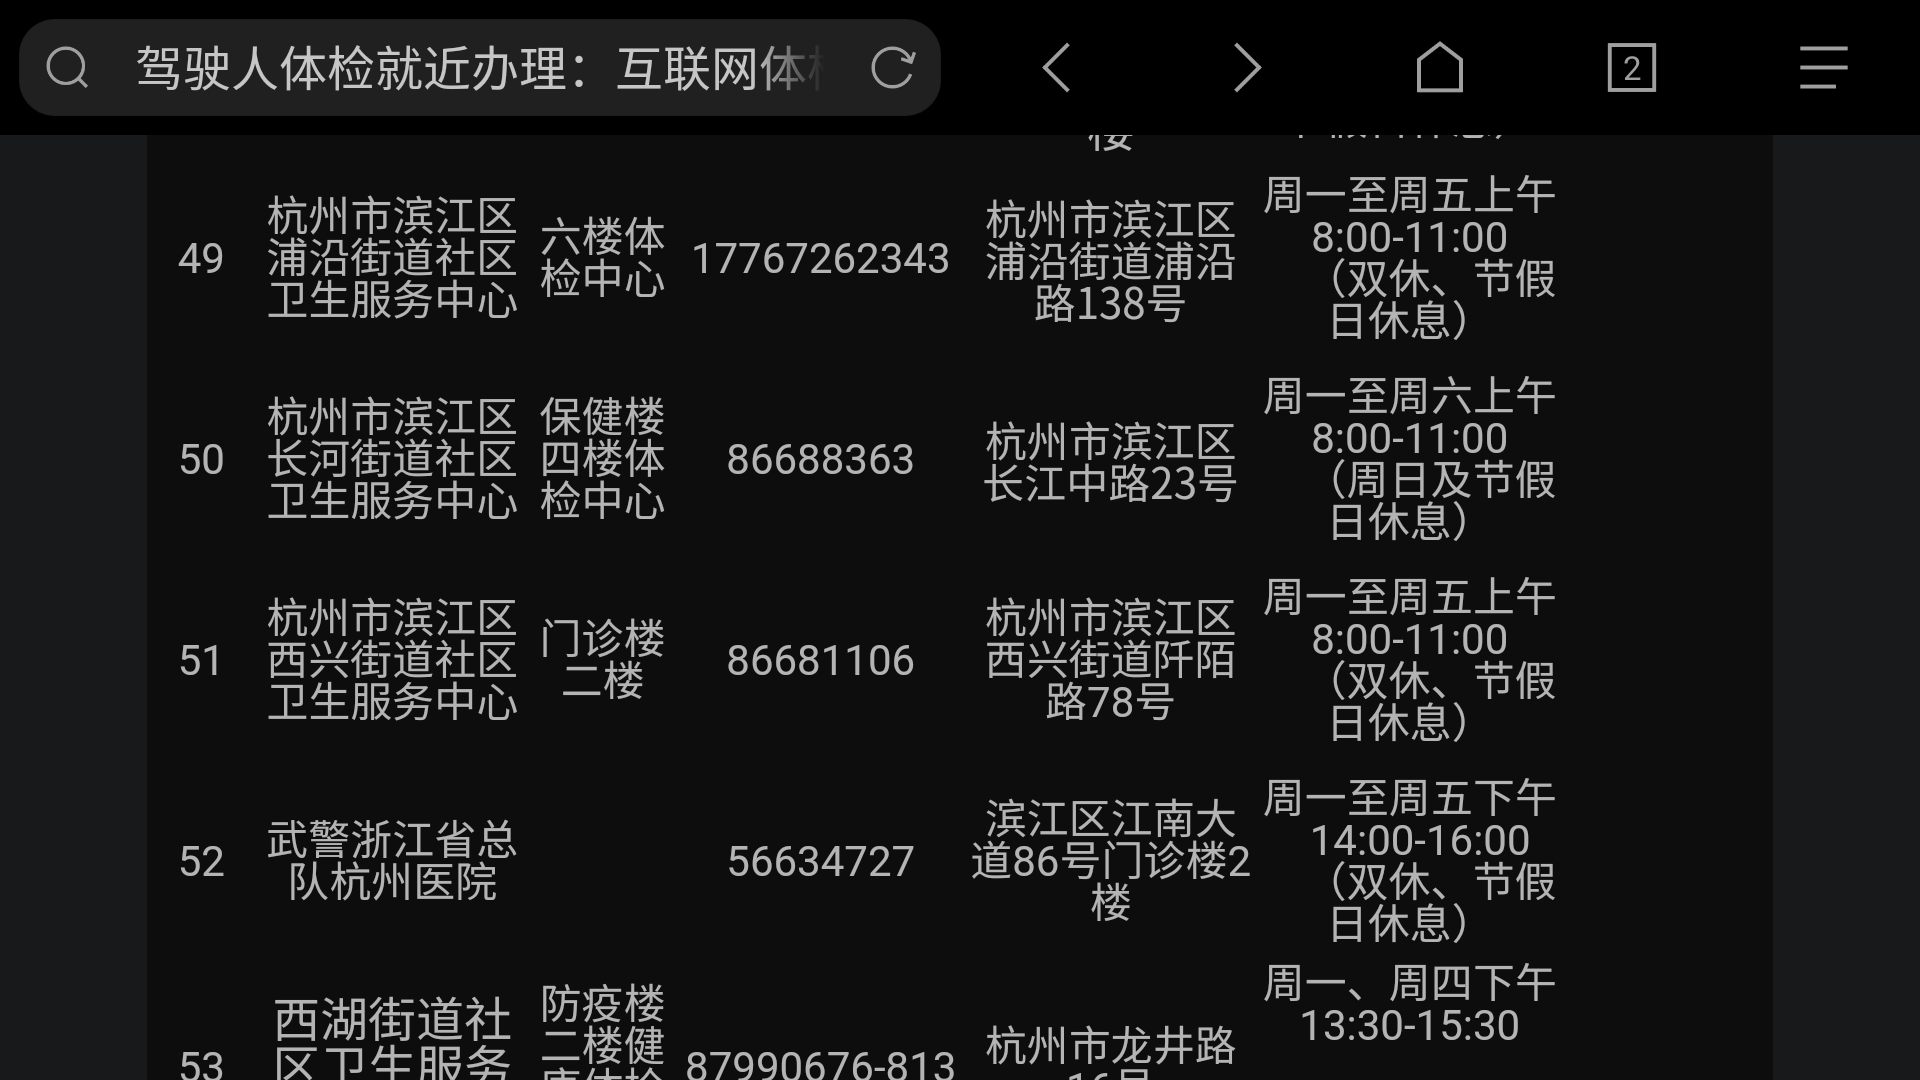 驾驶人体检就近办理：互联网体
2
楼
49
杭州市滨江区
浦沿街道社区
卫生服务中心
六楼体
检中心
17767262343
杭州市滨江区
浦沿街道浦沿
路138号
周一至周五上午
8:00-11:00
（双休、节假
日休息）
50
杭州市滨江区
长河街道社区
卫生服务中心
保健楼
四楼体
检中心
86688363
杭州市滨江区
长江中路23号
周一至周六上午
8:00-11:00
（周日及节假
日休息）
51
杭州市滨江区
西兴街道社区
卫生服务中心
门诊楼
二楼
86681106
杭州市滨江区
西兴街道阡陌
路78号
周一至周五上午
8:00-11:00
（双休、节假
日休息）
52
武警浙江省总
队杭州医院
56634727
滨江区江南大
道86号门诊楼2
楼
周一至周五下午
14:00-16:00
（双休、节假
日休息）
53
西湖街道社
区卫生服务
防疫楼
二楼健
87990676-813
杭州市龙井路
周一、周四下午
13:30-15:30